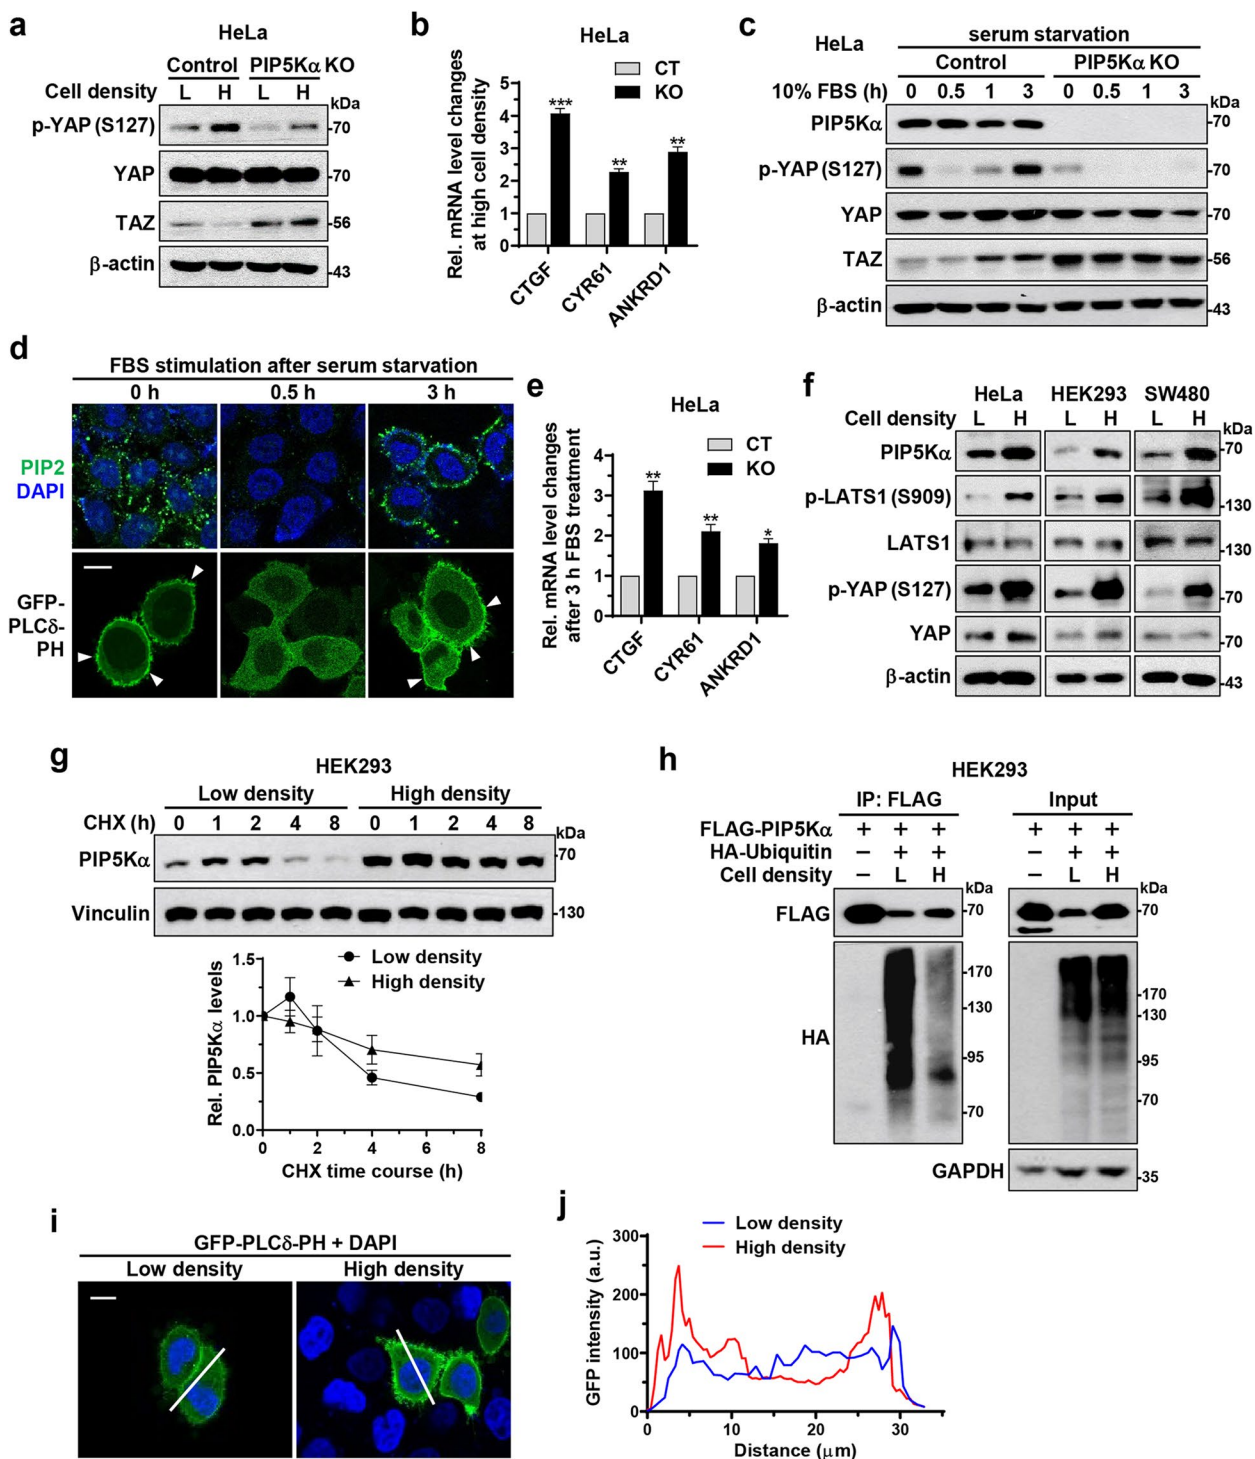 a
HeLa
Control PIP5Kα KO
Cell density L H L H
kDa
p-YAP (S127) -70
YAP -70
TAZ -56
β-actin -43
b
HeLa
CT
KO
Rel. mRNA level changes
at high cell density
5
4
3
2
1
0
*** ** **
CTGF CYR61 ANKRD1
c
HeLa serum starvation
Control PIP5Kα KO
10% FBS (h) 0 0.5 1 3 0 0.5 1 3
kDa
PIP5Kα -70
p-YAP (S127) -70
YAP -70
TAZ -56
β-actin -43
d
FBS stimulation after serum starvation
0 h 0.5 h 3 h
PIP2
DAPI
GFP-
PLCδ-
PH
e
HeLa
CT
KO
Rel. mRNA level changes
after 3 h FBS treatment
4
3
2
1
0
** ** *
CTGF CYR61 ANKRD1
f
HeLa HEK293 SW480
Cell density L H L H L H
kDa
PIP5Kα -70
p-LATS1 (S909) -130
LATS1 -130
p-YAP (S127) -70
YAP -70
β-actin -43
g
HEK293
Low density High density
CHX (h) 0 1 2 4 8 0 1 2 4 8
kDa
PIP5Kα -70
Vinculin -130
Low density
High density
Rel. PIP5Kα levels
1.5
1.0
0.5
0.0
0 2 4 6 8
CHX time course (h)
h
HEK293
IP: FLAG Input
FLAG-PIP5Kα + + + + + +
HA-Ubiquitin – + + – + +
Cell density – L H – L H
kDa kDa
FLAG -70 -70
HA
-170
-130
-95
-70
-170
-130
-95
-70
GAPDH -35
i
GFP-PLCδ-PH + DAPI
Low density High density
j
Low density
High density
GFP intensity (a.u.)
300
200
100
0
0 10 20 30
Distance (μm)